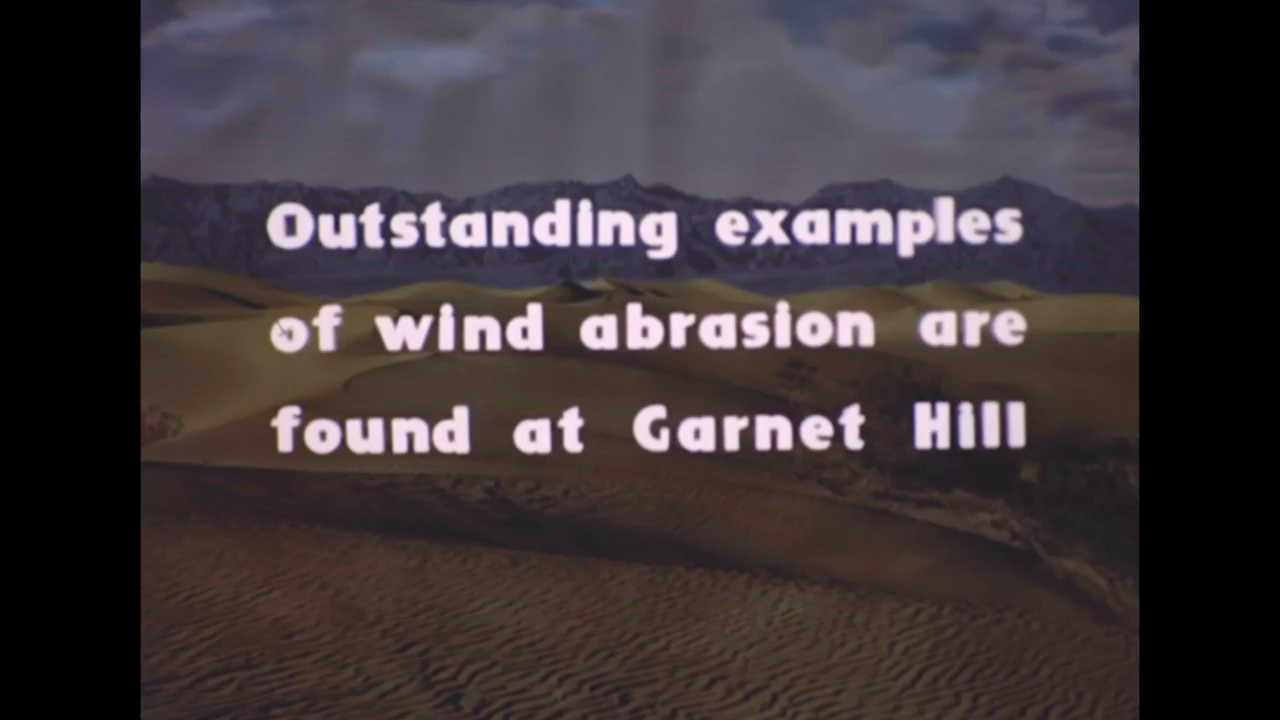 Outstanding examples
of wind abrasion are
found at Garnet Hill